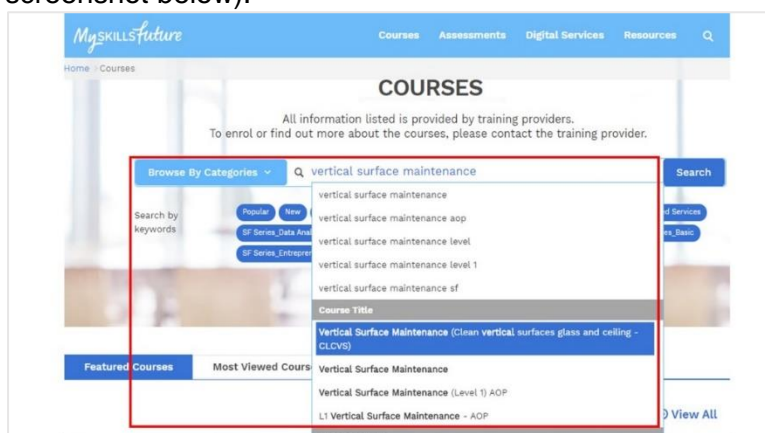 screenshot below).
MySKILLSfuture
Courses Assessments Digital Services Resources
Home > Courses
COURSES
All information listed is provided by training providers.
To enrol or find out more about the courses, please contact the training provider.
Browse By Categories vertical surface maintenance Search
vertical surface maintenance
Search by keywords
Popular New
vertical surface maintenance aop
d Services
SF Series_Data Anal
es_Basic
vertical surface maintenance level
SF Series_Entrepren
vertical surface maintenance level 1
vertical surface maintenance sf
Course Title
Vertical Surface Maintenance (Clean vertical surfaces glass and ceiling -
CLCVS)
Featured Courses Most Viewed Cours
Vertical Surface Maintenance
Vertical Surface Maintenance (Level 1) AOP
L1 Vertical Surface Maintenance - AOP
View All